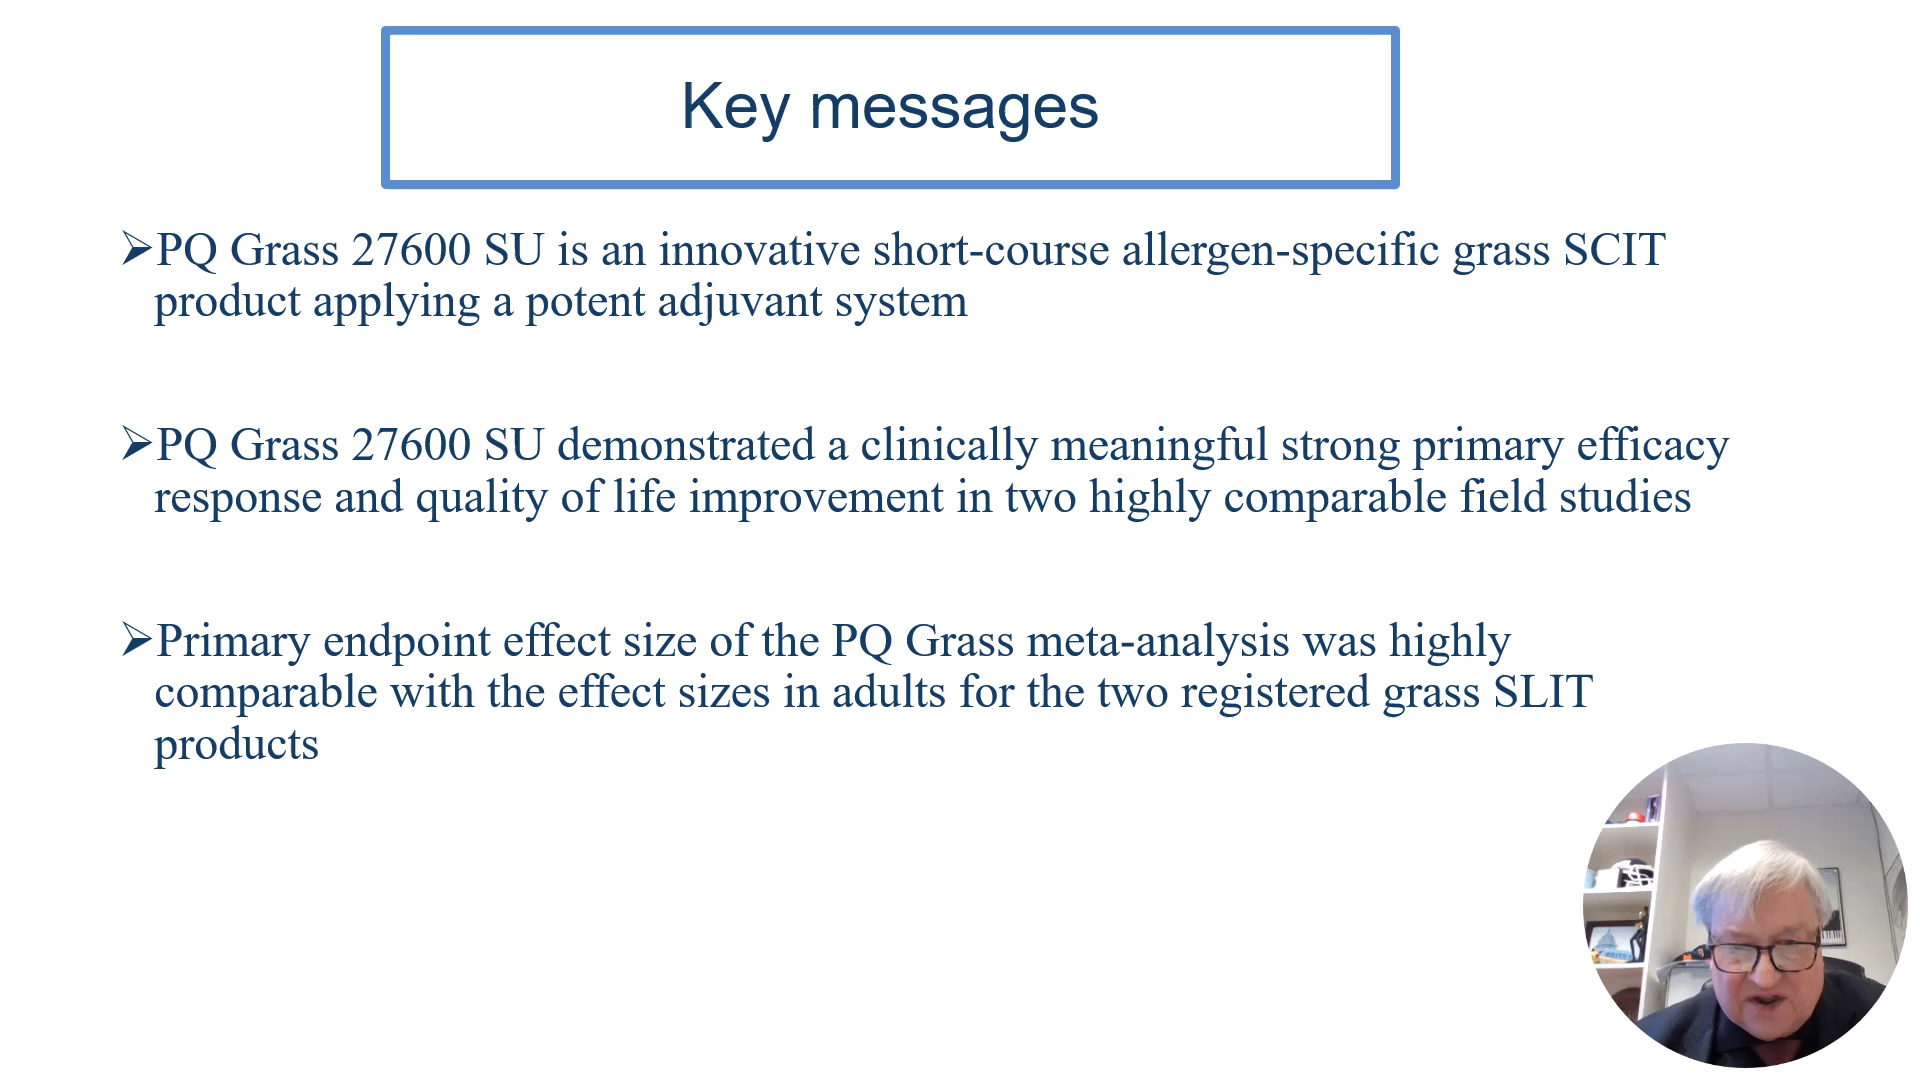 Key messages
➢PQ Grass 27600 SU is an innovative short-course allergen-specific grass SCIT
product applying a potent adjuvant system
➢PQ Grass 27600 SU demonstrated a clinically meaningful strong primary efficacy
response and quality of life improvement in two highly comparable field studies
➢Primary endpoint effect size of the PQ Grass meta-analysis was highly
comparable with the effect sizes in adults for the two registered grass SLIT
products